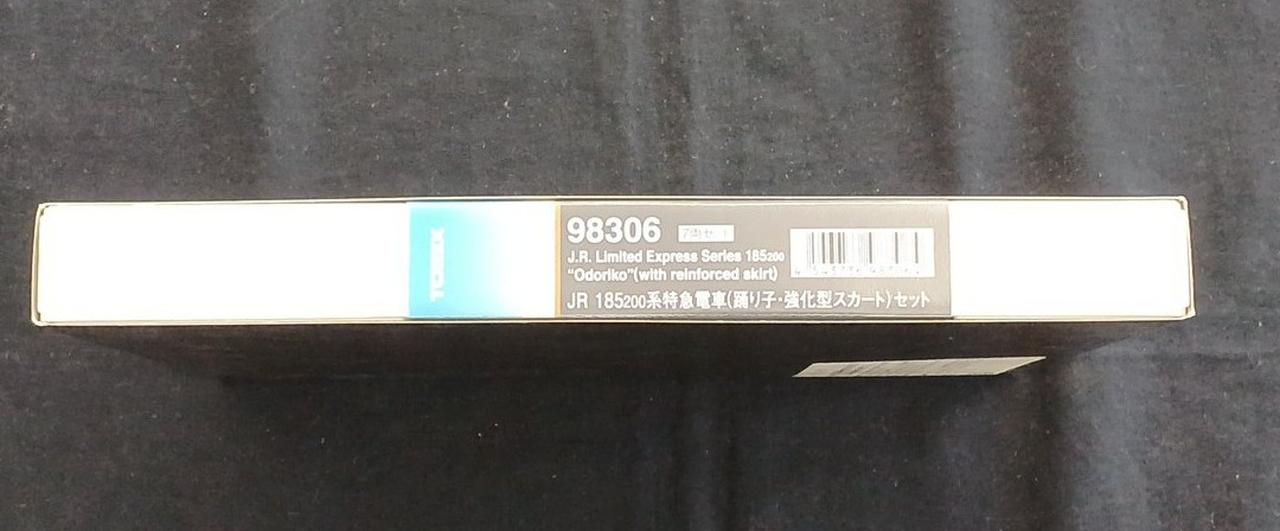 TOMIX
98306 7両セット
J.R. Limited Express Series 185200
"Odoriko"(with reinforced skirt)
JR 185200系特急電車(踊り子・強化型スカート)セット